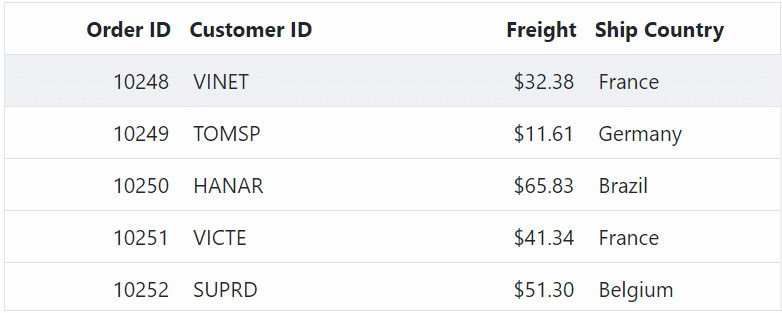 Order ID Customer ID Freight Ship Country
10248 VINET $32.38 France
10249 TOMSP $11.61 Germany
10250 HANAR $65.83 Brazil
10251 VICTE $41.34 France
10252 SUPRD $51.30 Belgium